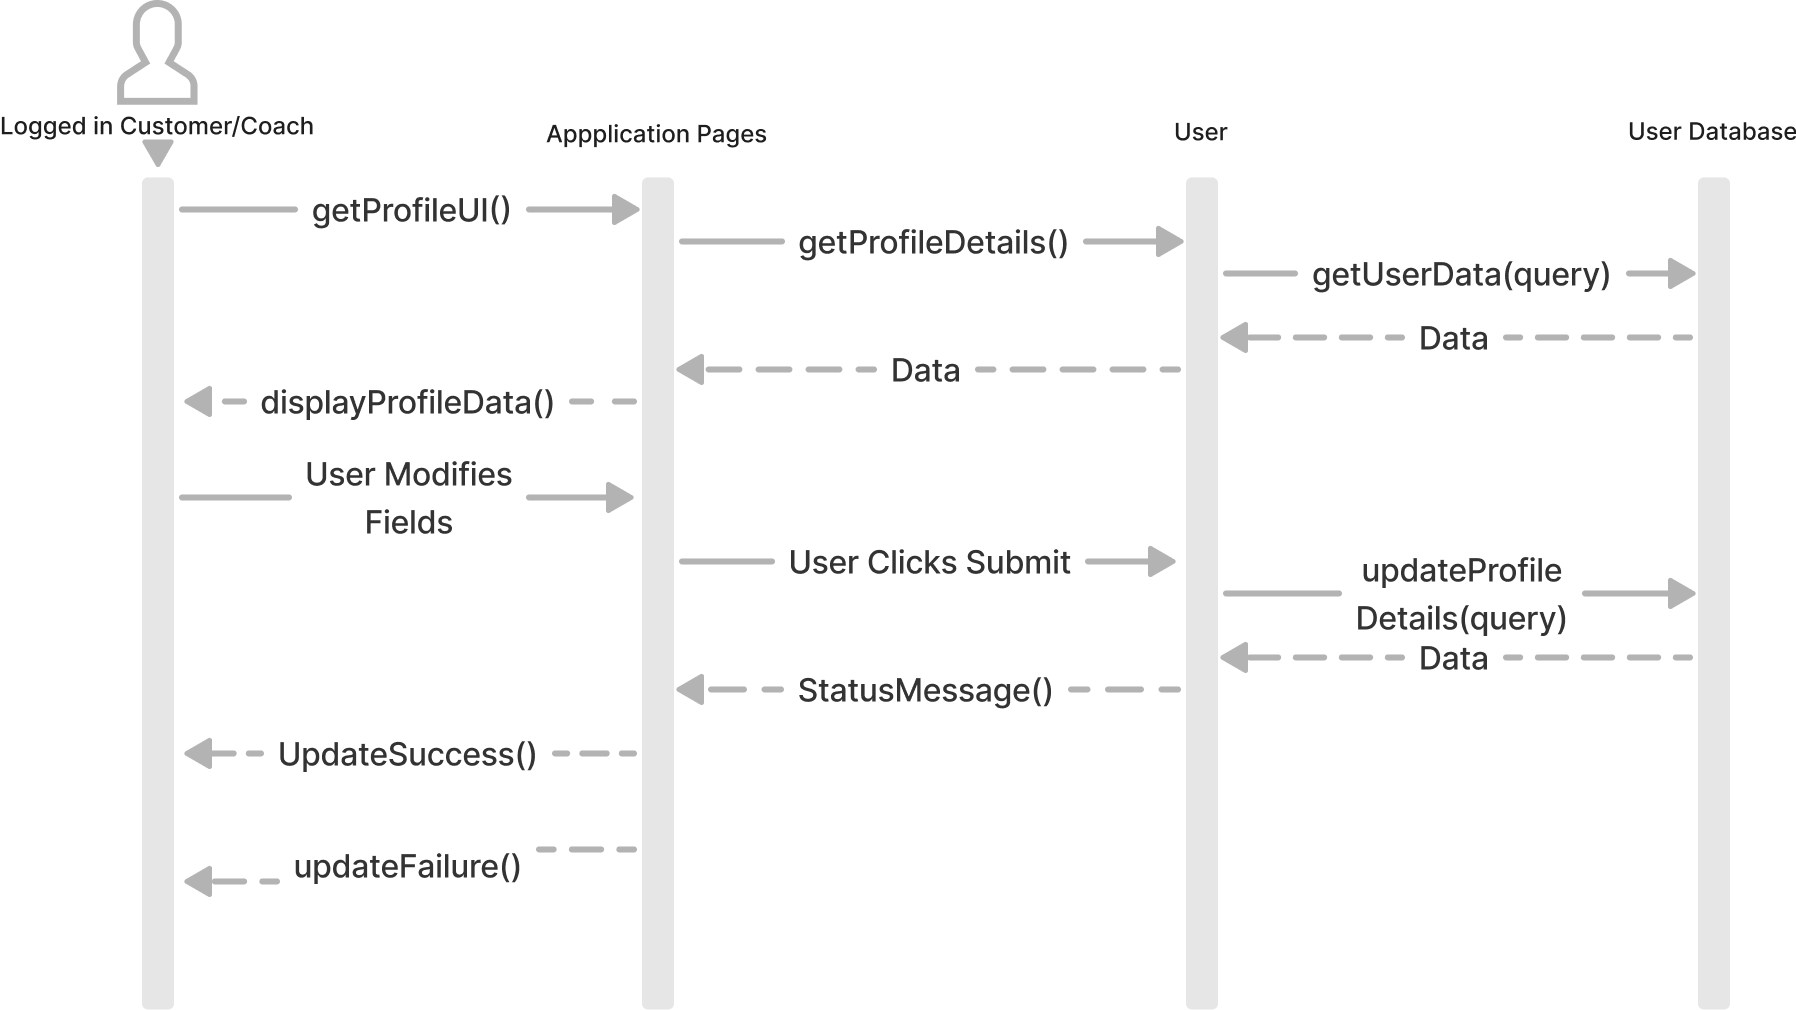 Logged in Customer/Coach
Appplication Pages
User
User Database
getProfileUI()
getProfileDetails()
getUserData(query)
Data
Data
displayProfileData()
User Modifies
Fields
User Clicks Submit
updateProfile
Details(query)
Data
StatusMessage()
UpdateSuccess()
updateFailure()